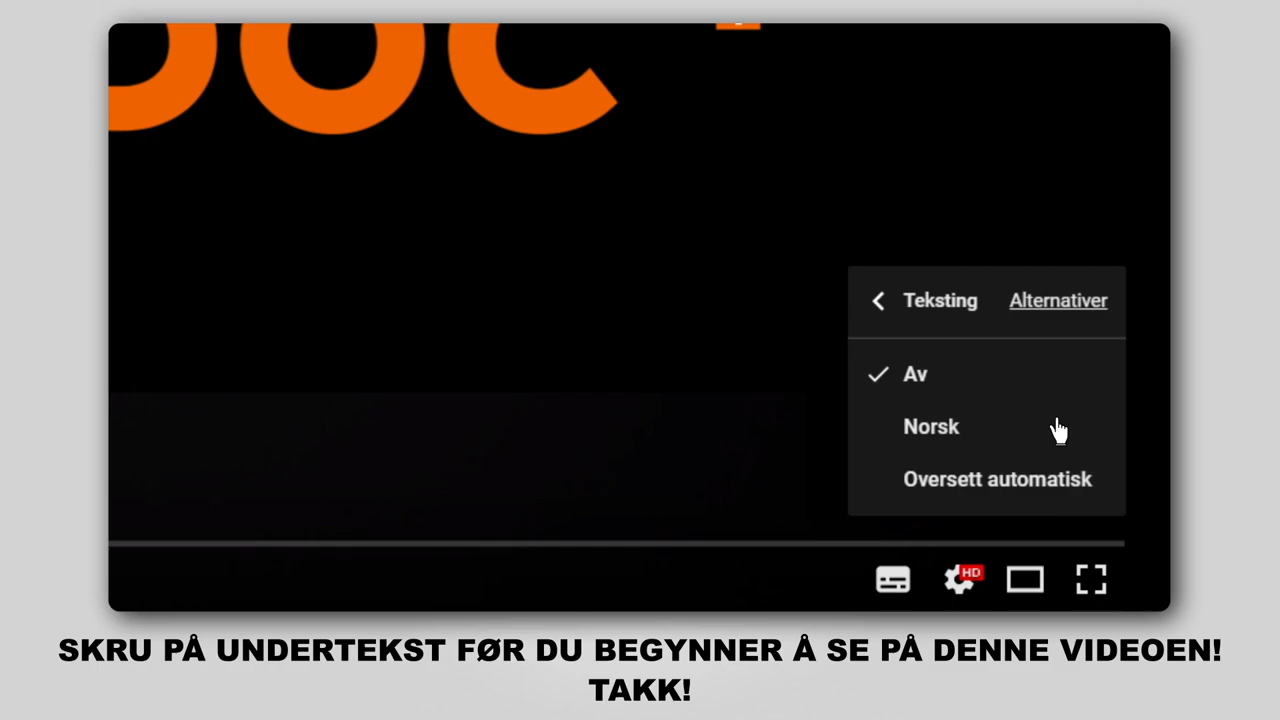 Teksting Alternativer
Av
Norsk
Oversett automatisk
HD
SKRU PÅ UNDERTEKST FØR DU BEGYNNER Å SE PÅ DENNE VIDEOEN!
TAKK!